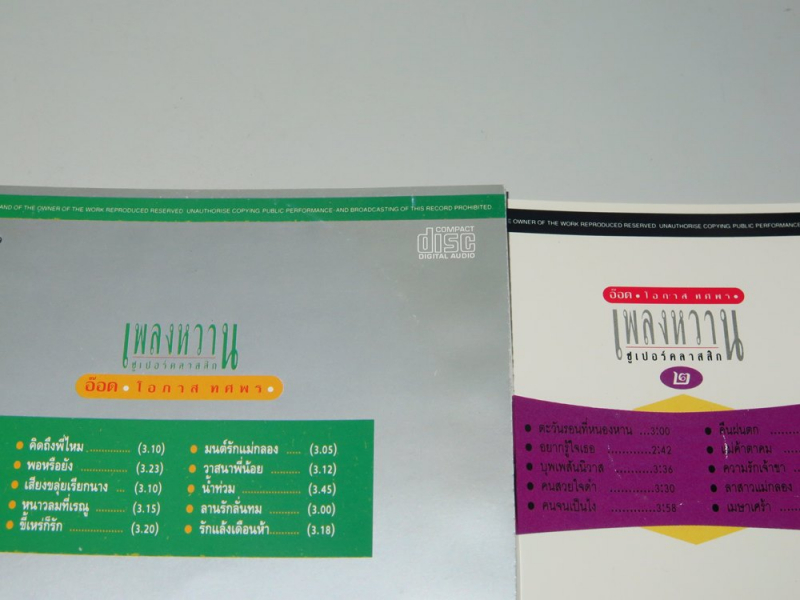 AND OF THE OWNER OF THE WORK REPRODUCED RESERVED. UNAUTHORISE COPYING PUBLIC PERFORMANCE AND BROADCASTING OF THIS RECORD PROHIBITED.
COMPACT
disc
DIGITAL AUDIO
เพลงหวาน
ซูเปอร์คลาสสิก
อ๊อด • โอภาส ทศพร •
• คิดถึงพี่ไหม ............ (3.10)
• พอหรือยัง ............ (3.23)
• เสียงขลุ่ยเรียกนาง ... (3.10)
• หนาวลมที่เรณู ......... (3.15)
• ขี้เหร่ก็รัก ............ (3.20)
• มนต์รักแม่กลอง ......... (3.05)
• วาสนาพี่น้อย ............ (3.12)
• น้ำท่วม ............ (3.45)
• ลานรักลั่นทม ......... (3.00)
• รักแล้งเดือนห้า ......... (3.18)
OWNER OF THE WORK REPRODUCED RESERVED. UNAUTHORISE COPYING PUBLIC PERFORMANCE
อ๊อด • โอภาส ทศพร •
เพลงหวาน
ซูเปอร์คลาสสิก
๒
• ตะวันรอนที่หนองหาน ...3:00
• อยากรู้ใจเธอ ............2:42
• บุพเพสันนิวาส ............3:36
• คนสวยใจดำ ............3:30
• คนจนเป็นไง ............3:58
• คืนฝนตก ............
• ความรักเจ้าขา ......
• ลาสาวแม่กลอง
• เมษาเศร้า ............